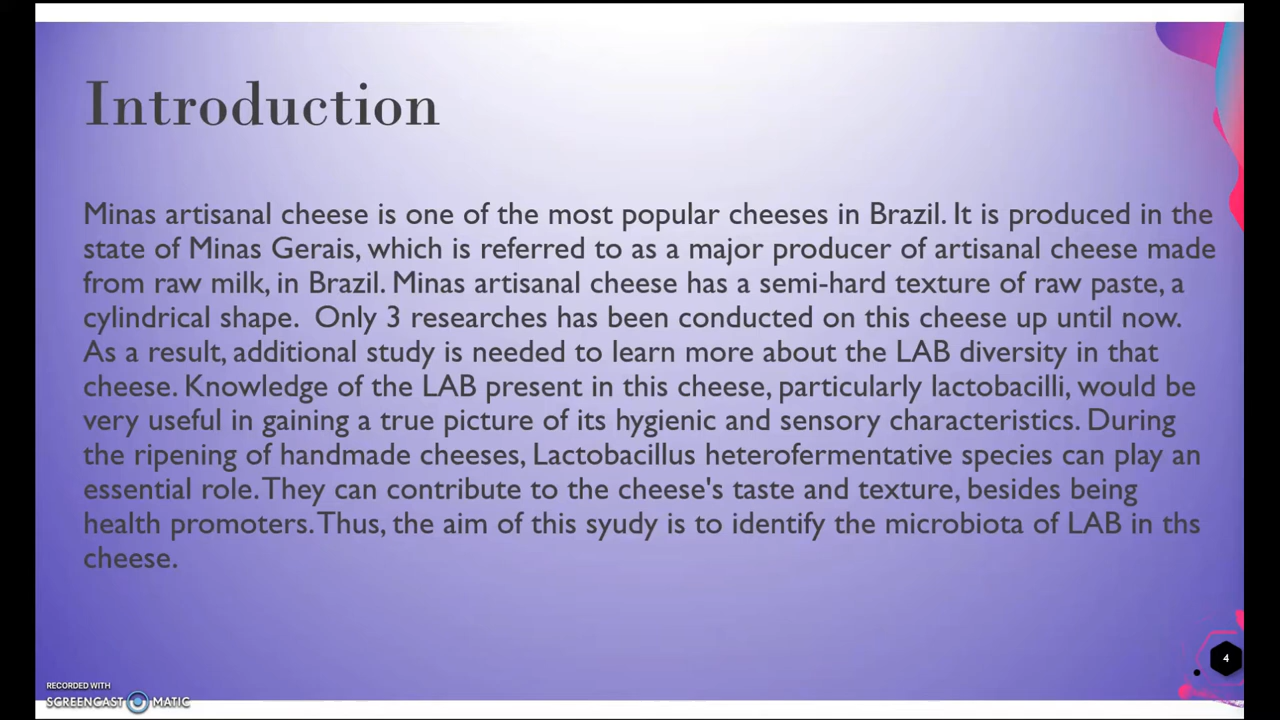 Introduction
Minas artisanal cheese is one of the most popular cheeses in Brazil. It is produced in the
state of Minas Gerais, which is referred to as a major producer of artisanal cheese made
from raw milk, in Brazil. Minas artisanal cheese has a semi-hard texture of raw paste, a
cylindrical shape.  Only 3 researches has been conducted on this cheese up until now.
As a result, additional study is needed to learn more about the LAB diversity in that
cheese. Knowledge of the LAB present in this cheese, particularly lactobacilli, would be
very useful in gaining a true picture of its hygienic and sensory characteristics. During
the ripening of handmade cheeses, Lactobacillus heterofermentative species can play an
essential role. They can contribute to the cheese's taste and texture, besides being
health promoters. Thus, the aim of this syudy is to identify the microbiota of LAB in ths
cheese.
4
RECORDED WITH
SCREENCAST MATIC